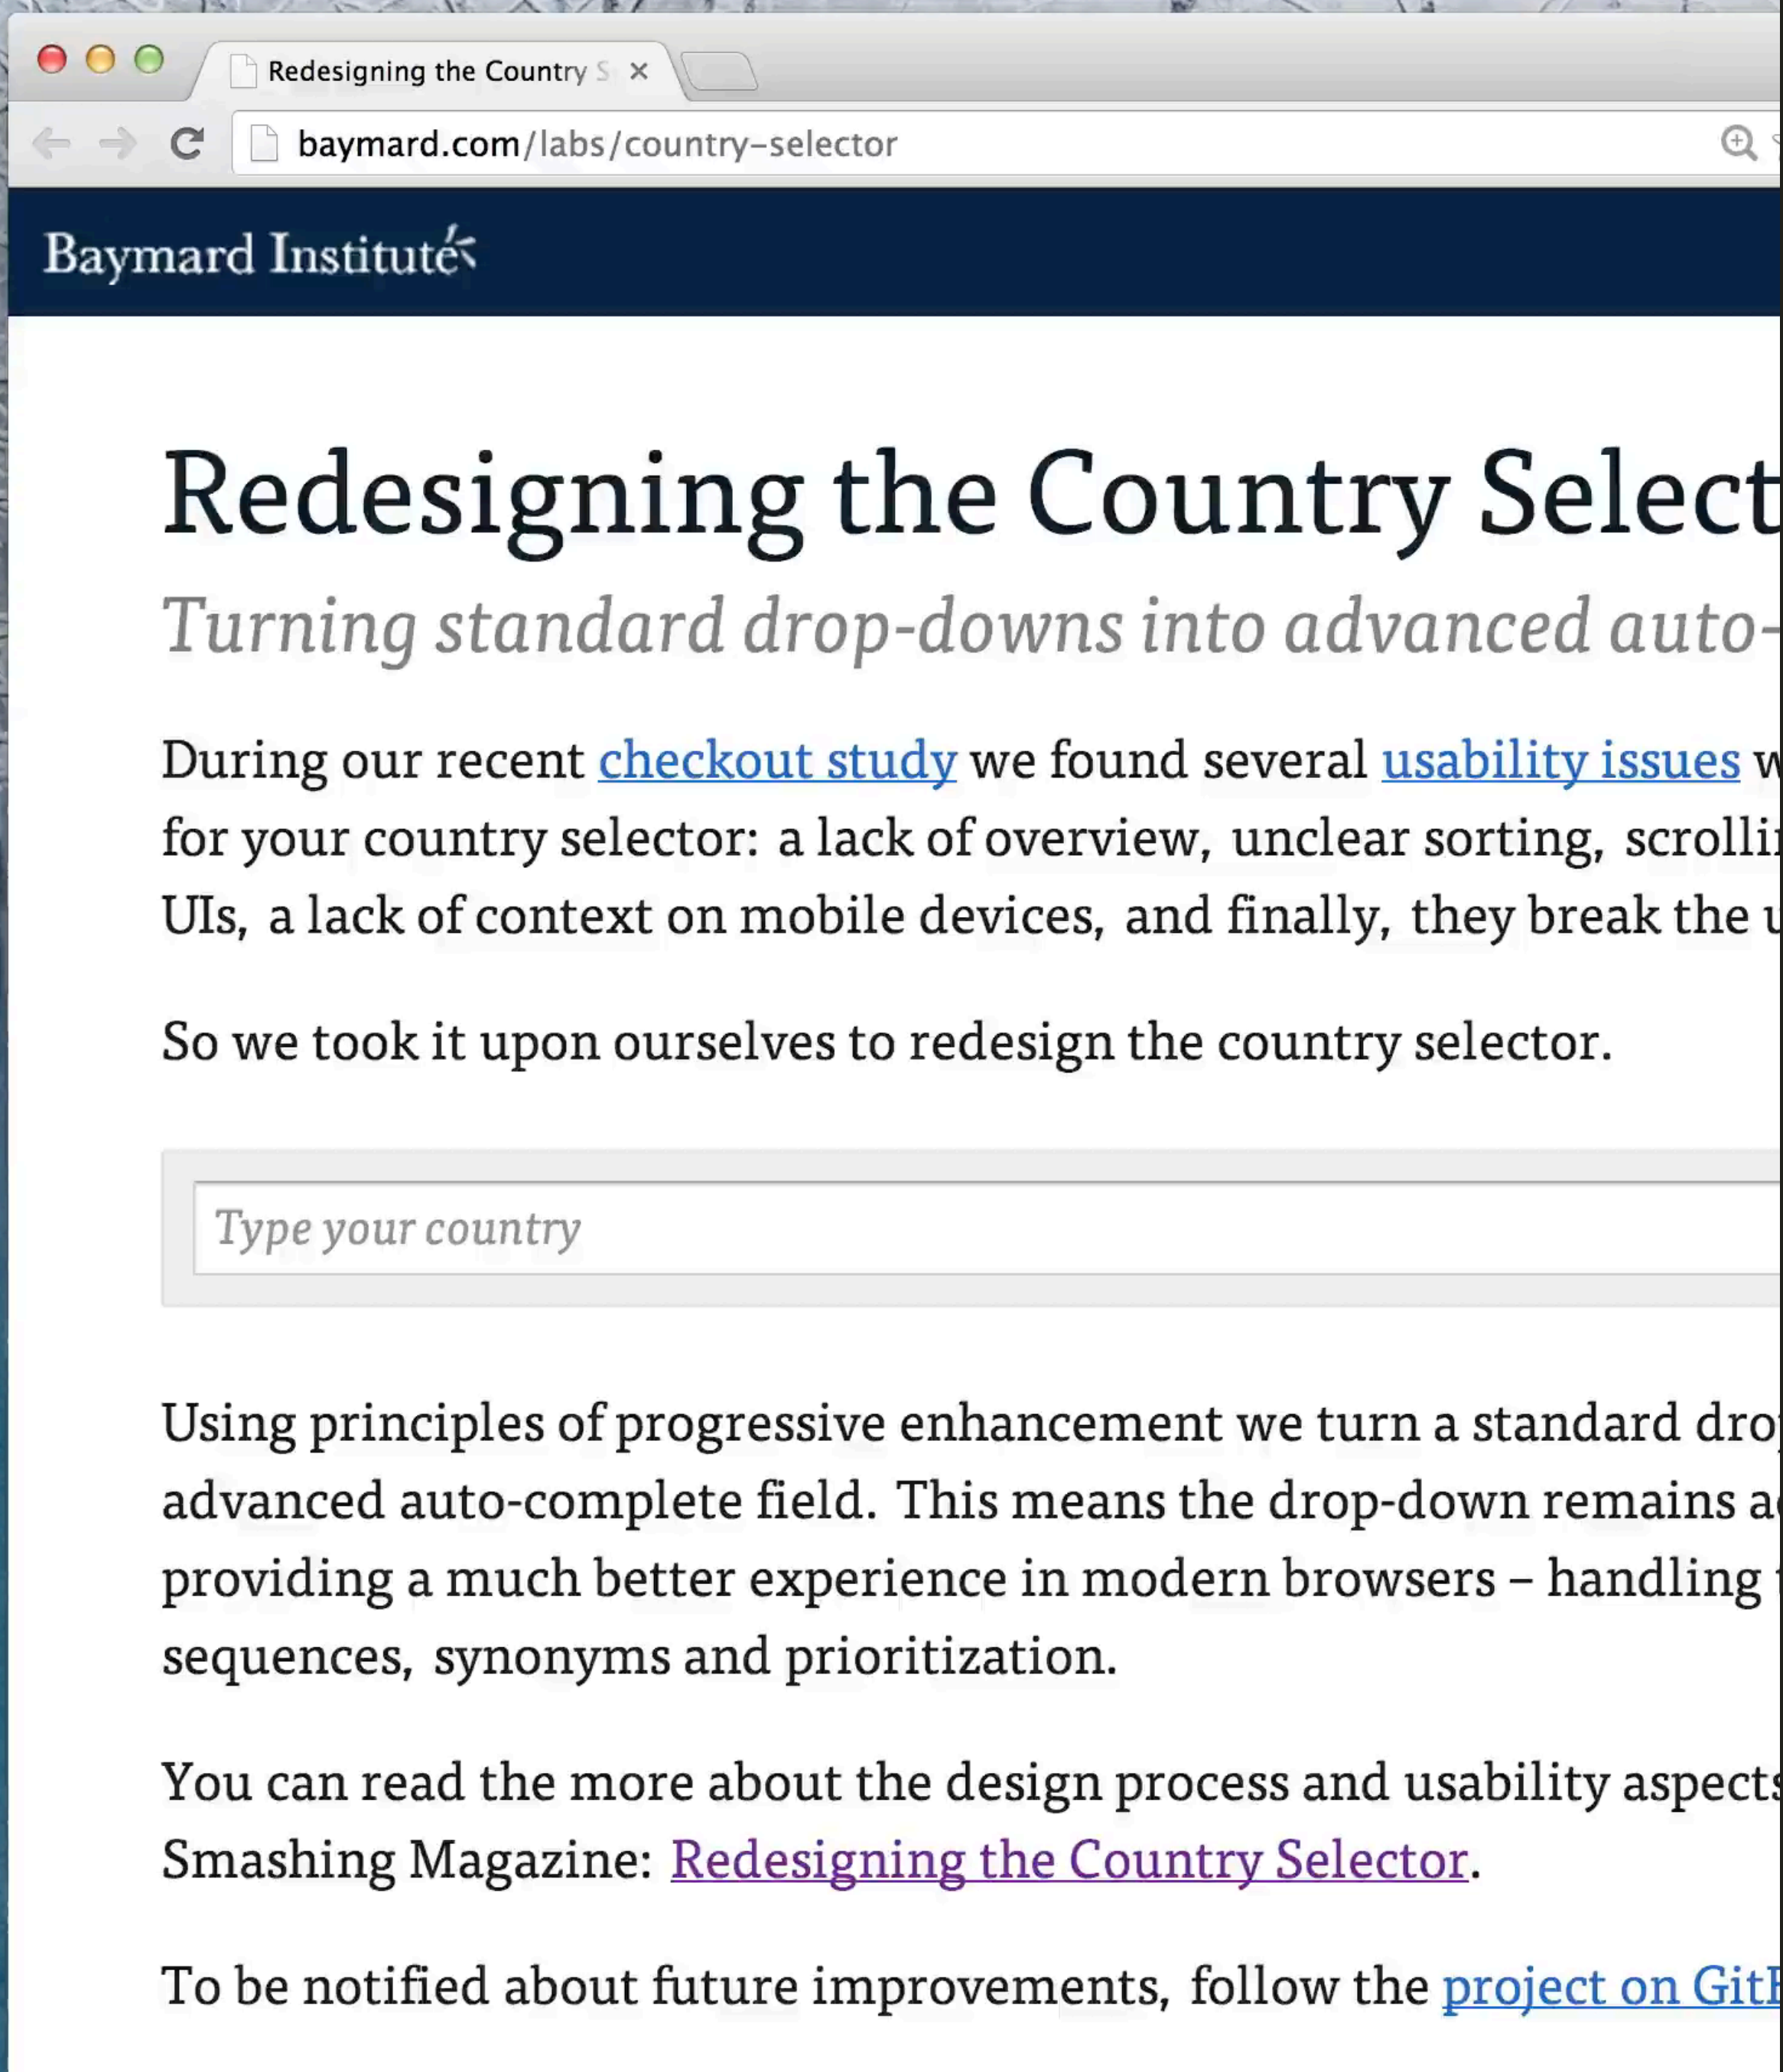 Redesigning the Country S
baymard.com/labs/country-selector
Baymard Institute
Redesigning the Country Select
Turning standard drop-downs into advanced auto-
During our recent checkout study we found several usability issues w
for your country selector: a lack of overview, unclear sorting, scrollin
UIs, a lack of context on mobile devices, and finally, they break the u
So we took it upon ourselves to redesign the country selector.
Type your country
Using principles of progressive enhancement we turn a standard dro
advanced auto-complete field. This means the drop-down remains a
providing a much better experience in modern browsers – handling
sequences, synonyms and prioritization.
You can read the more about the design process and usability aspects
Smashing Magazine: Redesigning the Country Selector.
To be notified about future improvements, follow the project on GitH